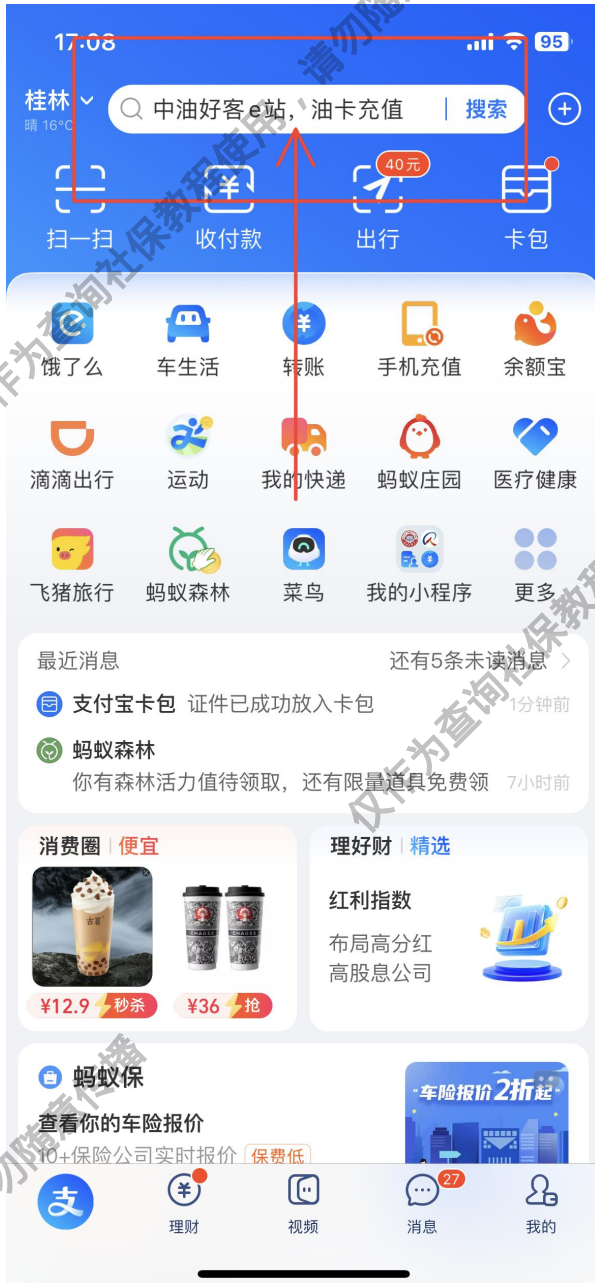 17:08
95
桂林
晴 16°C
中油好客e站，油卡充值
搜索
40元
扫一扫 收付款 出行 卡包
饿了么 车生活 转账 手机充值 余额宝
滴滴出行 运动 我的快递 蚂蚁庄园 医疗健康
飞猪旅行 蚂蚁森林 菜鸟 我的小程序 更多
最近消息 还有5条未读消息
支付宝卡包 证件已成功放入卡包 1分钟前
蚂蚁森林
你有森林活力值待领取，还有限量道具免费领 7小时前
消费圈 便宜
理好财 精选
古茗
CHAGEE CHAGEE
¥12.9 秒杀
¥36 抢
红利指数
布局高分红
高股息公司
蚂蚁保
查看你的车险报价
10+保险公司实时报价 保费低
车险报价2折起
支
理财
视频
27
消息
我的
仅作为查询社保教程使用，请勿随意传播